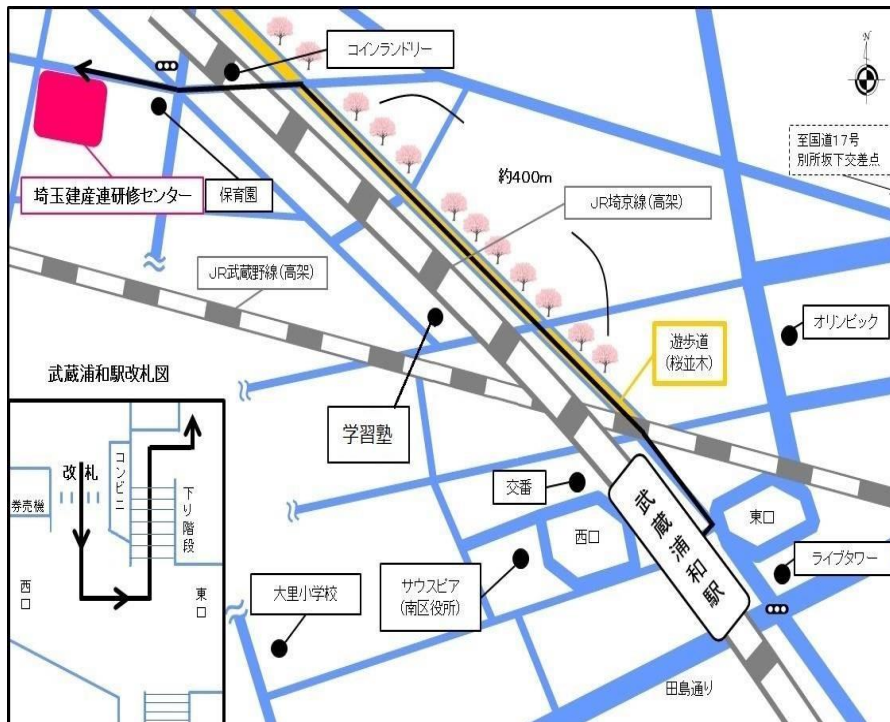 コインランドリー
N
至国道17号
別所坂下交差点
埼玉建産連研修センター
保育園
約400m
JR埼京線(高架)
JR武蔵野線(高架)
オリンピック
遊歩道
(桜並木)
学習塾
武蔵浦和駅改札図
改札
コンビニ
券売機
下り階段
西口
東口
交番
西口
武蔵浦和駅
東口
ライブタワー
サウスピア
(南区役所)
大里小学校
田島通り